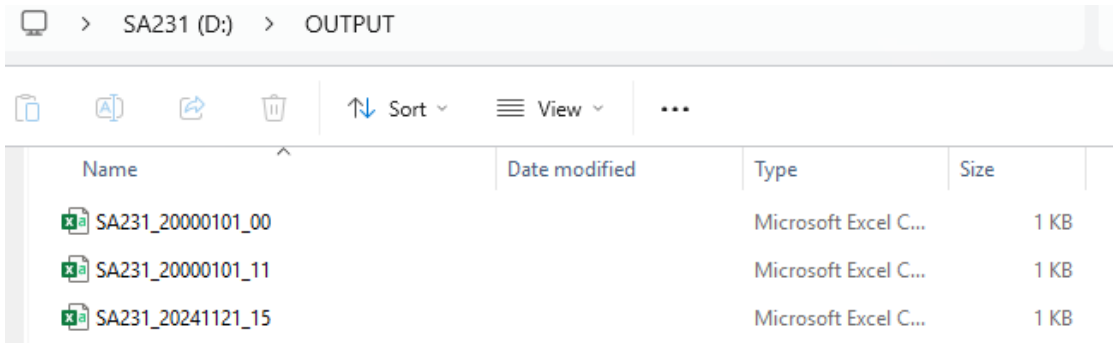 > SA231 (D:) > OUTPUT
Sort View ...
Name Date modified Type Size
SA231_20000101_00 Microsoft Excel C... 1 KB
SA231_20000101_11 Microsoft Excel C... 1 KB
SA231_20241121_15 Microsoft Excel C... 1 KB